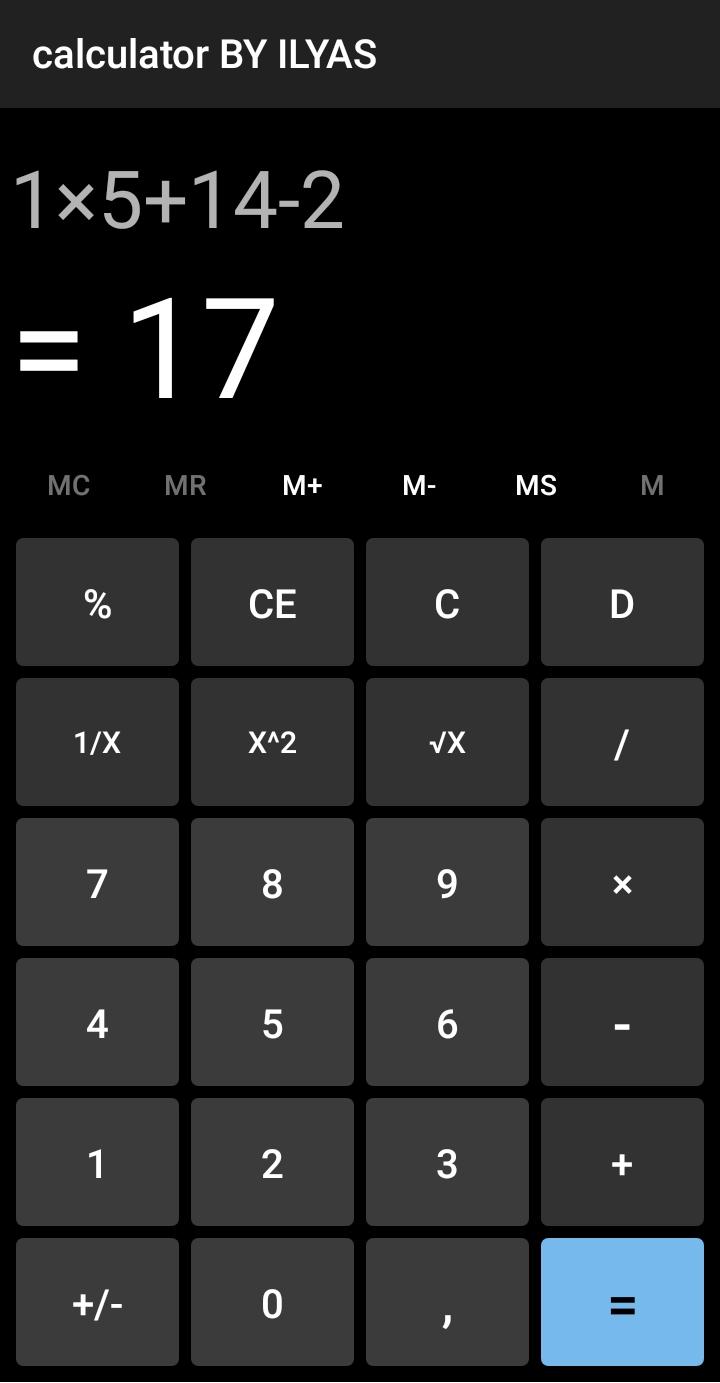 calculator BY ILYAS
1×5+14-2
= 17
MC MR M+ M- MS M
% CE C D
1/X X^2 √X /
7 8 9 ×
4 5 6 -
1 2 3 +
+/- 0 , =